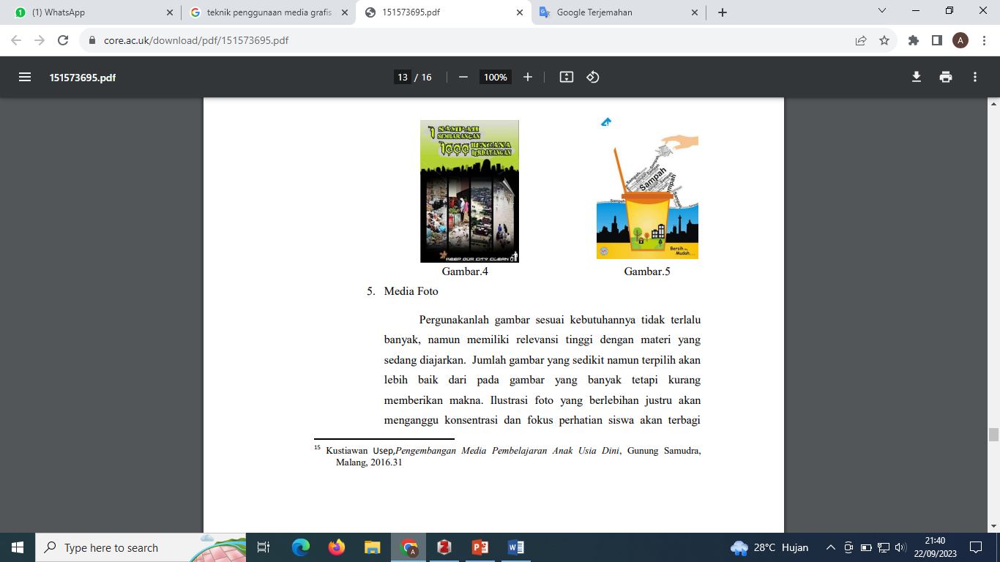 (1) WhatsApp
teknik penggunaan media grafis
151573695.pdf
Google Terjemahan
core.ac.uk/download/pdf/151573695.pdf
A
151573695.pdf
13 / 16
100%
1 SAMPAH
SEMBARANGAN
1000 BENCANA
BERDATANGAN
KEEP OUR CITY CLEAN
Sampah
Sampah
Sampah
Sampah
Sampah
Sampah
Bersih itu
Mudah...
Gambar.4
Gambar.5
5. Media Foto
Pergunakanlah gambar sesuai kebutuhannya tidak terlalu
banyak, namun memiliki relevansi tinggi dengan materi yang
sedang diajarkan. Jumlah gambar yang sedikit namun terpilih akan
lebih baik dari pada gambar yang banyak tetapi kurang
memberikan makna. Ilustrasi foto yang berlebihan justru akan
menganggu konsentrasi dan fokus perhatian siswa akan terbagi
15 Kustiawan Usep,Pengembangan Media Pembelajaran Anak Usia Dini, Gunung Samudra,
Malang, 2016.31
Type here to search
28°C Hujan
21:40
22/09/2023